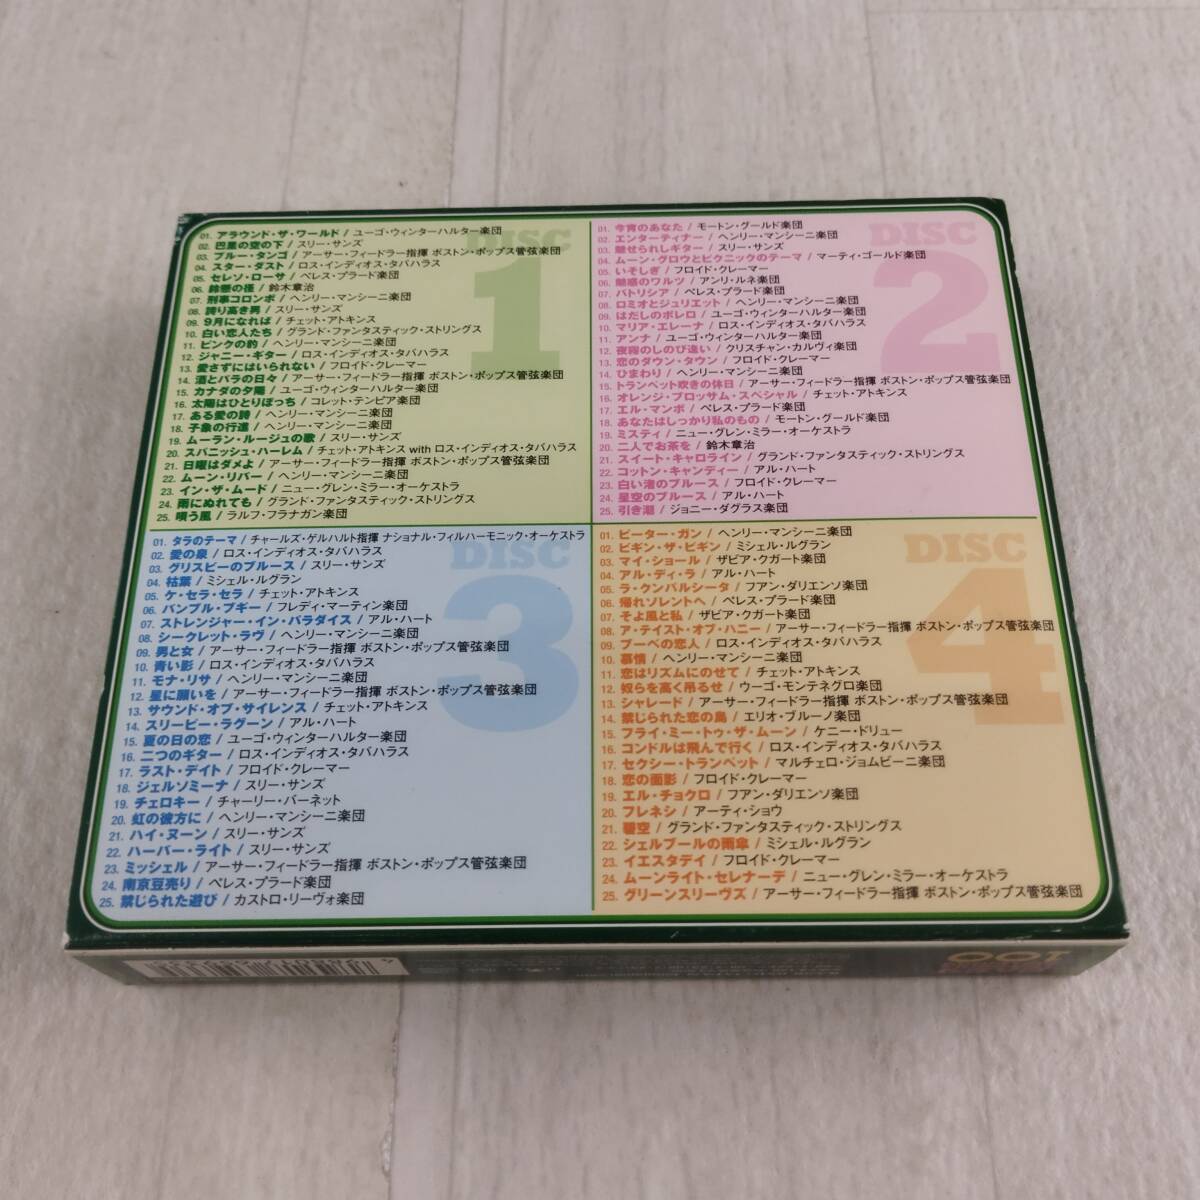 DISC
1
01. アラウンド・ザ・ワールド / ユーゴ・ウィンターハルター楽団
02. 巴里の空の下 / スリー・サンズ
03. ブルー・タンゴ / アーサー・フィードラー指揮 ボストン・ポップス管弦楽団
04. スター・ダスト / ロス・インディオス・タバハラス
05. セレソ・ローサ / ペレス・プラード楽団
06. 鈴懸の径 / 鈴木章治
07. 刑事コロンボ / ヘンリー・マンシーニ楽団
08. 誇り高き男 / スリー・サンズ
09. 9月になれば / チェット・アトキンス
10. 白い恋人たち / グランド・ファンタスティック・ストリングス
11. ピンクの豹 / ヘンリー・マンシーニ楽団
12. ジャニー・ギター / ロス・インディオス・タバハラス
13. 愛さずにはいられない / フロイド・クレーマー
14. 酒とバラの日々 / アーサー・フィードラー指揮 ボストン・ポップス管弦楽団
15. カナダの夕陽 / ユーゴ・ウィンターハルター楽団
16. 太陽はひとりぼっち / コレット・テンピア楽団
17. ある愛の詩 / ヘンリー・マンシーニ楽団
18. 子象の行進 / ヘンリー・マンシーニ楽団
19. ムーラン・ルージュの歌 / スリー・サンズ
20. スパニッシュ・ハーレム / チェット・アトキンス with ロス・インディオス・タバハラス
21. 日曜はダメよ / アーサー・フィードラー指揮 ボストン・ポップス管弦楽団
22. ムーン・リバー / ヘンリー・マンシーニ楽団
23. イン・ザ・ムード / ニュー・グレン・ミラー・オーケストラ
24. 雨にぬれても / グランド・ファンタスティック・ストリングス
25. 唄う風 / ラルフ・フラナガン楽団
DISC
2
01. 今宵のあなた / モートン・グールド楽団
02. エンターティナー / ヘンリー・マンシーニ楽団
03. 魅せられしギター / スリー・サンズ
04. ムーン・グロウとピクニックのテーマ / マーティ・ゴールド楽団
05. いそしぎ / フロイド・クレーマー
06. 魅惑のワルツ / アンリ・ルネ楽団
07. パトリシア / ペレス・プラード楽団
08. ロミオとジュリエット / ヘンリー・マンシーニ楽団
09. はだしのボレロ / ユーゴ・ウィンターハルター楽団
10. マリア・エレーナ / ロス・インディオス・タバハラス
11. アンナ / ユーゴ・ウィンターハルター楽団
12. 夜霧のしのび逢い / クリスチャン・カルヴィ楽団
13. 恋のダウン・タウン / フロイド・クレーマー
14. ひまわり / ヘンリー・マンシーニ楽団
15. トランペット吹きの休日 / アーサー・フィードラー指揮 ボストン・ポップス管弦楽団
16. オレンジ・ブロッサム・スペシャル / チェット・アトキンス
17. エル・マンボ / ペレス・プラード楽団
18. あなたはしっかり私のもの / モートン・グールド楽団
19. ミスティ / ニュー・グレン・ミラー・オーケストラ
20. 二人でお茶を / 鈴木章治
21. スイート・キャロライン / グランド・ファンタスティック・ストリングス
22. コットン・キャンディー / アル・ハート
23. 白い渚のブルース / フロイド・クレーマー
24. 星空のブルース / アル・ハート
25. 引き潮 / ジョニー・ダグラス楽団
DISC
3
01. タラのテーマ / チャールズ・ゲルハルト指揮 ナショナル・フィルハーモニック・オーケストラ
02. 愛の泉 / ロス・インディオス・タバハラス
03. グリスビーのブルース / スリー・サンズ
04. 枯葉 / ミシェル・ルグラン
05. ケ・セラ・セラ / チェット・アトキンス
06. バンブル・ブギー / フレディ・マーティン楽団
07. ストレンジャー・イン・パラダイス / アル・ハート
08. シークレット・ラヴ / ヘンリー・マンシーニ楽団
09. 男と女 / アーサー・フィードラー指揮 ボストン・ポップス管弦楽団
10. 青い影 / ロス・インディオス・タバハラス
11. モナ・リサ / ヘンリー・マンシーニ楽団
12. 星に願いを / アーサー・フィードラー指揮 ボストン・ポップス管弦楽団
13. サウンド・オブ・サイレンス / チェット・アトキンス
14. スリーピー・ラグーン / アル・ハート
15. 夏の日の恋 / ユーゴ・ウィンターハルター楽団
16. 二つのギター / ロス・インディオス・タバハラス
17. ラスト・デイト / フロイド・クレーマー
18. ジェルソミーナ / スリー・サンズ
19. チェロキー / チャーリー・バーネット
20. 虹の彼方に / ヘンリー・マンシーニ楽団
21. ハイ・ヌーン / スリー・サンズ
22. ハーバー・ライト / スリー・サンズ
23. ミッシェル / アーサー・フィードラー指揮 ボストン・ポップス管弦楽団
24. 南京豆売り / ペレス・プラード楽団
25. 禁じられた遊び / カストロ・リーヴォ楽団
DISC
4
01. ピーター・ガン / ヘンリー・マンシーニ楽団
02. ビギン・ザ・ビギン / ミシェル・ルグラン
03. マイ・ショール / ザビア・クガート楽団
04. アル・ディ・ラ / アル・ハート
05. ラ・クンパルシータ / フアン・ダリエンソ楽団
06. 帰れソレントへ / ペレス・プラード楽団
07. そよ風と私 / ザビア・クガート楽団
08. ア・テイスト・オブ・ハニー / アーサー・フィードラー指揮 ボストン・ポップス管弦楽団
09. ブーベの恋人 / ロス・インディオス・タバハラス
10. 慕情 / ヘンリー・マンシーニ楽団
11. 恋はリズムにのせて / チェット・アトキンス
12. 奴らを高く吊るせ / ウーゴ・モンテネグロ楽団
13. シャレード / アーサー・フィードラー指揮 ボストン・ポップス管弦楽団
14. 禁じられた恋の島 / エリオ・ブルーノ楽団
15. フライ・ミー・トゥ・ザ・ムーン / ケニー・ドリュー
16. コンドルは飛んで行く / ロス・インディオス・タバハラス
17. セクシー・トランペット / マルチェロ・ジョムビーニ楽団
18. 恋の面影 / フロイド・クレーマー
19. エル・チョクロ / フアン・ダリエンソ楽団
20. フレネシ / アーティ・ショウ
21. 碧空 / グランド・ファンタスティック・ストリングス
22. シェルブールの雨傘 / ミシェル・ルグラン
23. イエスタデイ / フロイド・クレーマー
24. ムーンライト・セレナーデ / ニュー・グレン・ミラー・オーケストラ
25. グリーンスリーヴズ / アーサー・フィードラー指揮 ボストン・ポップス管弦楽団
100